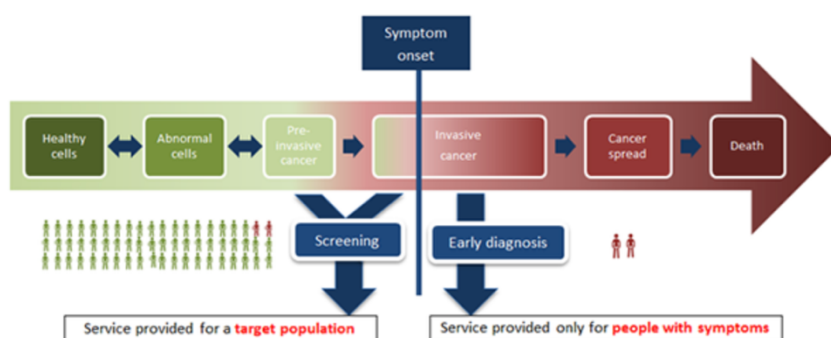 Symptom
onset
Healthy
cells
Abnormal
cells
Pre-
invasive
cancer
Invasive
cancer
Cancer
spread
Death
Screening
Early diagnosis
Service provided for a target population
Service provided only for people with symptoms